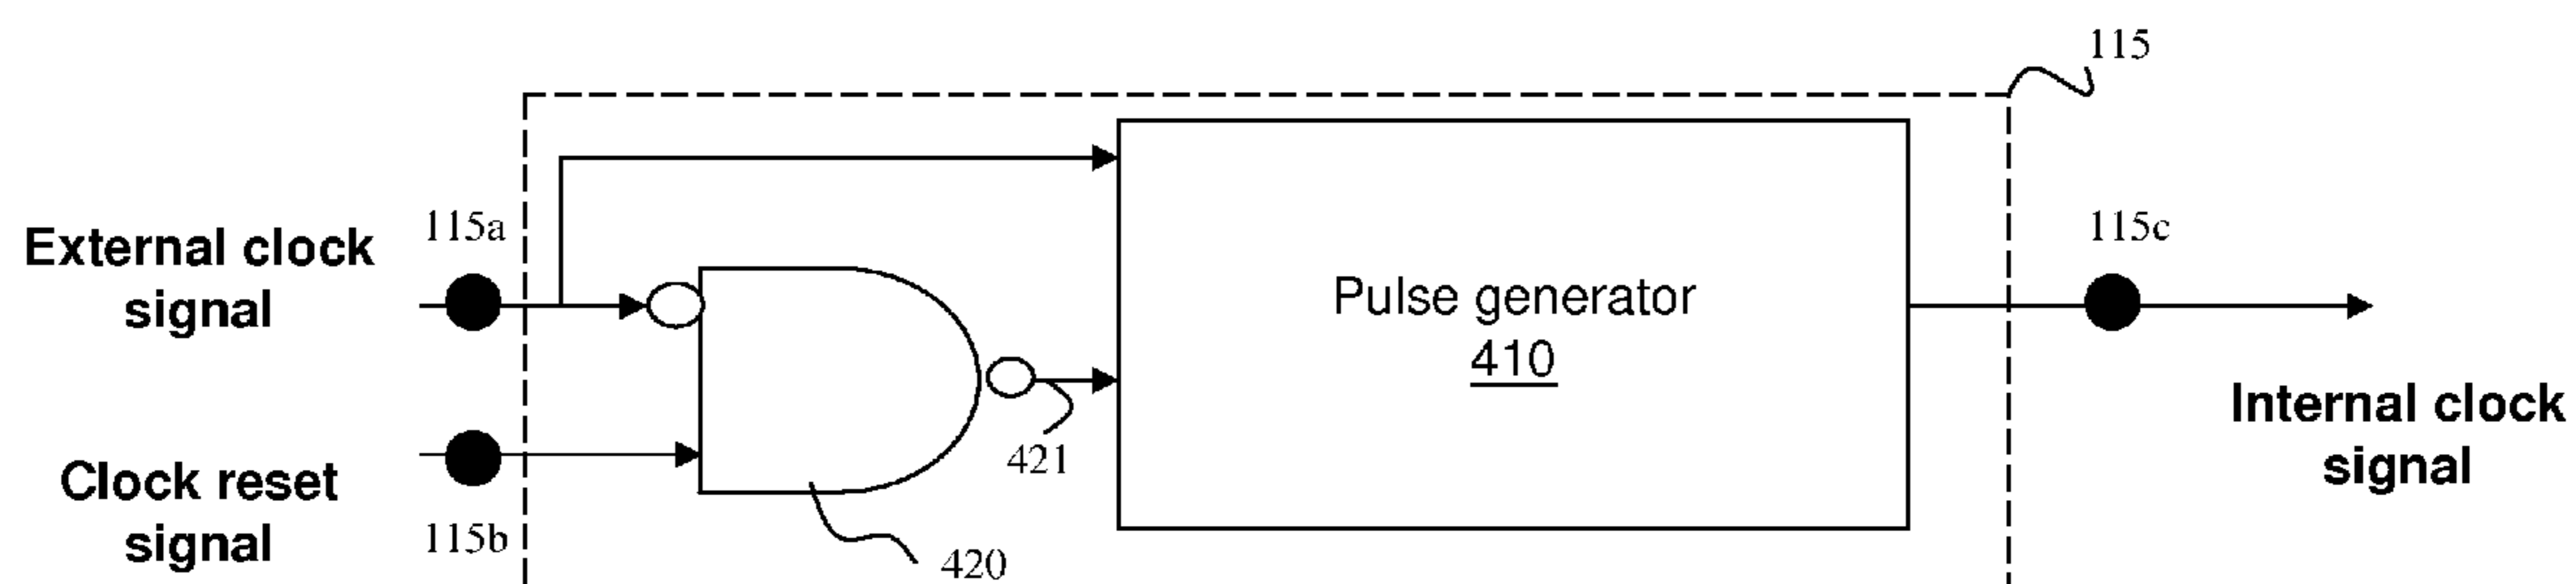 115
External clock
signal
115a
115c
Pulse generator
410
Internal clock
signal
421
Clock reset
signal
115b
420